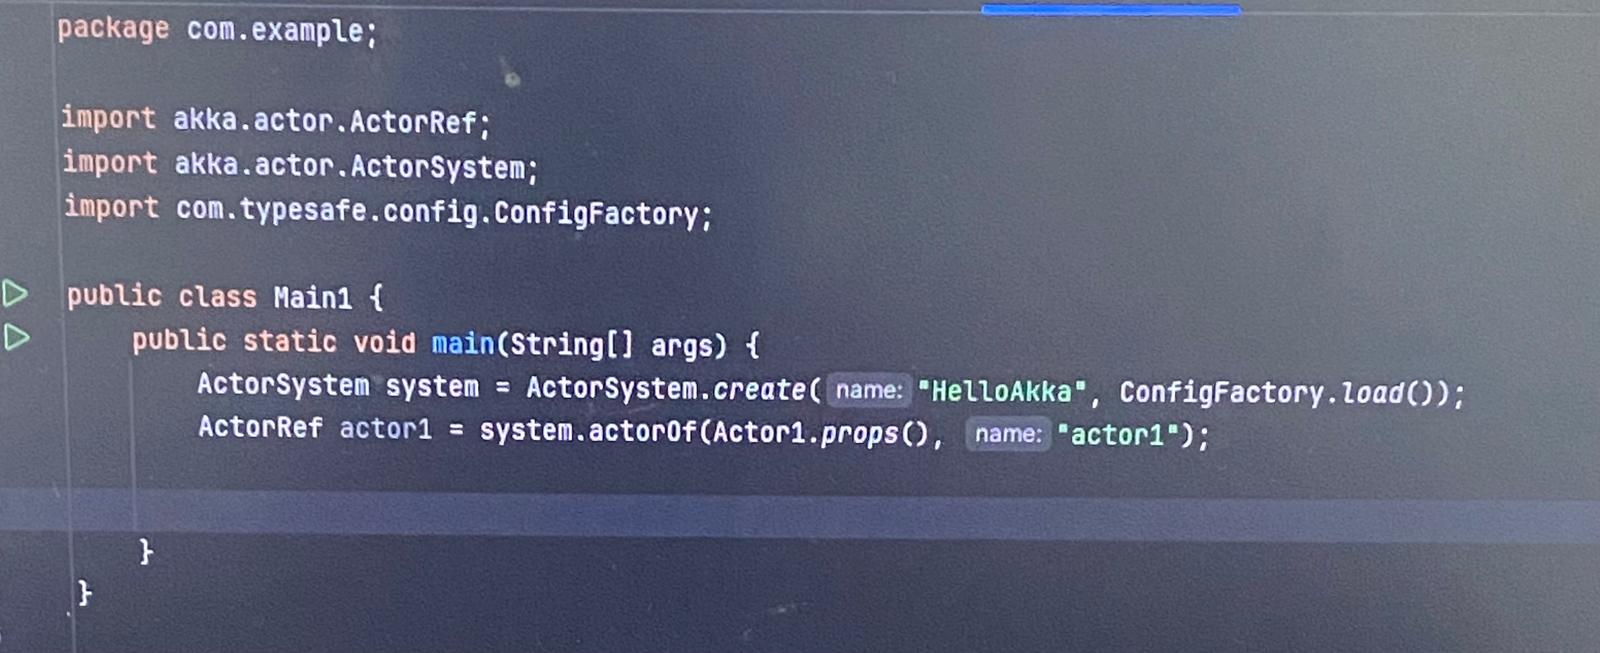 package com.example;
import akka.actor.ActorRef;
import akka.actor.ActorSystem;
import com.typesafe.config.ConfigFactory;
public class Main1 {
public static void main(String[] args) {
ActorSystem system = ActorSystem.create( name: "HelloAkka", ConfigFactory.load());
ActorRef actor1 = system.actorOf(Actor1.props(), name: "actor1");
}
}